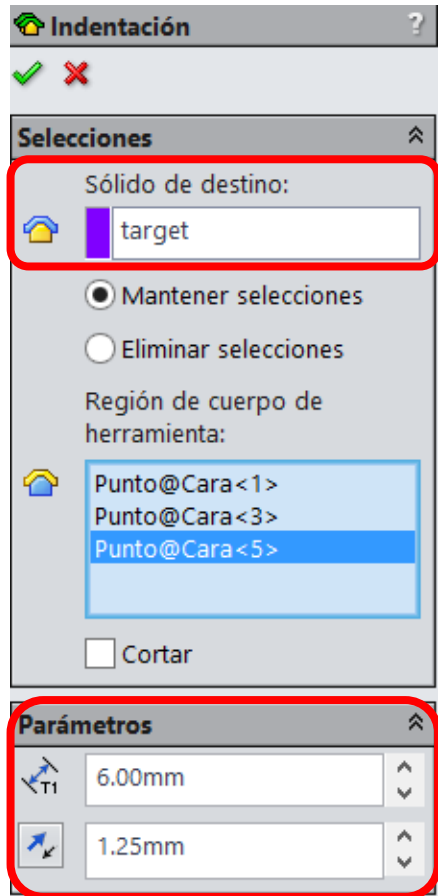 Indentación ?
Selecciones
Sólido de destino:
target
Mantener selecciones
Eliminar selecciones
Región de cuerpo de
herramienta:
Punto@Cara<1>
Punto@Cara<3>
Punto@Cara<5>
Cortar
Parámetros
T1 6.00mm
1.25mm